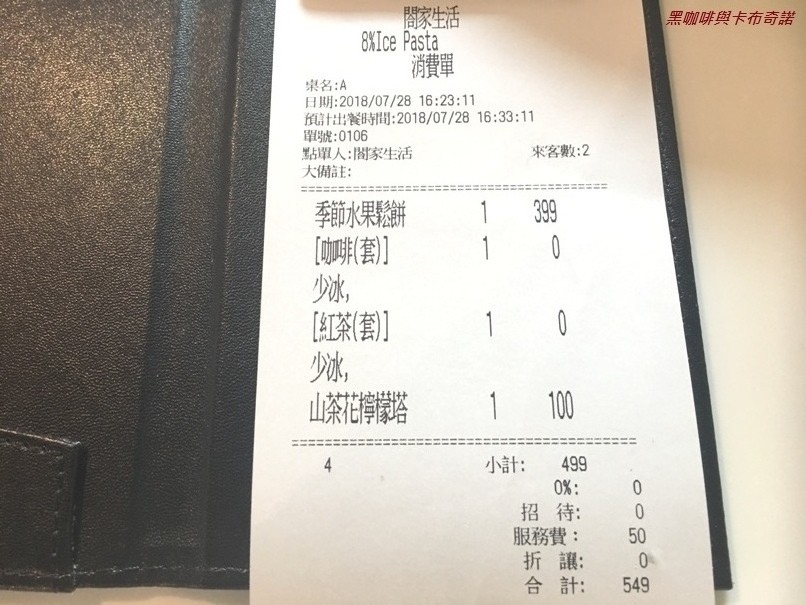 黑咖啡與卡布奇諾
閤家生活
8%Ice Pasta
消費單
桌名:A
日期:2018/07/28 16:23:11
預計出餐時間:2018/07/28 16:33:11
單號:0106
點單人:閤家生活 來客數:2
大備註:
季節水果鬆餅 1 399
[咖啡(套)] 1 0
少冰,
[紅茶(套)] 1 0
少冰,
山茶花檸檬塔 1 100
4 小計: 499
0%: 0
招 待: 0
服務費: 50
折 讓: 0
合 計: 549